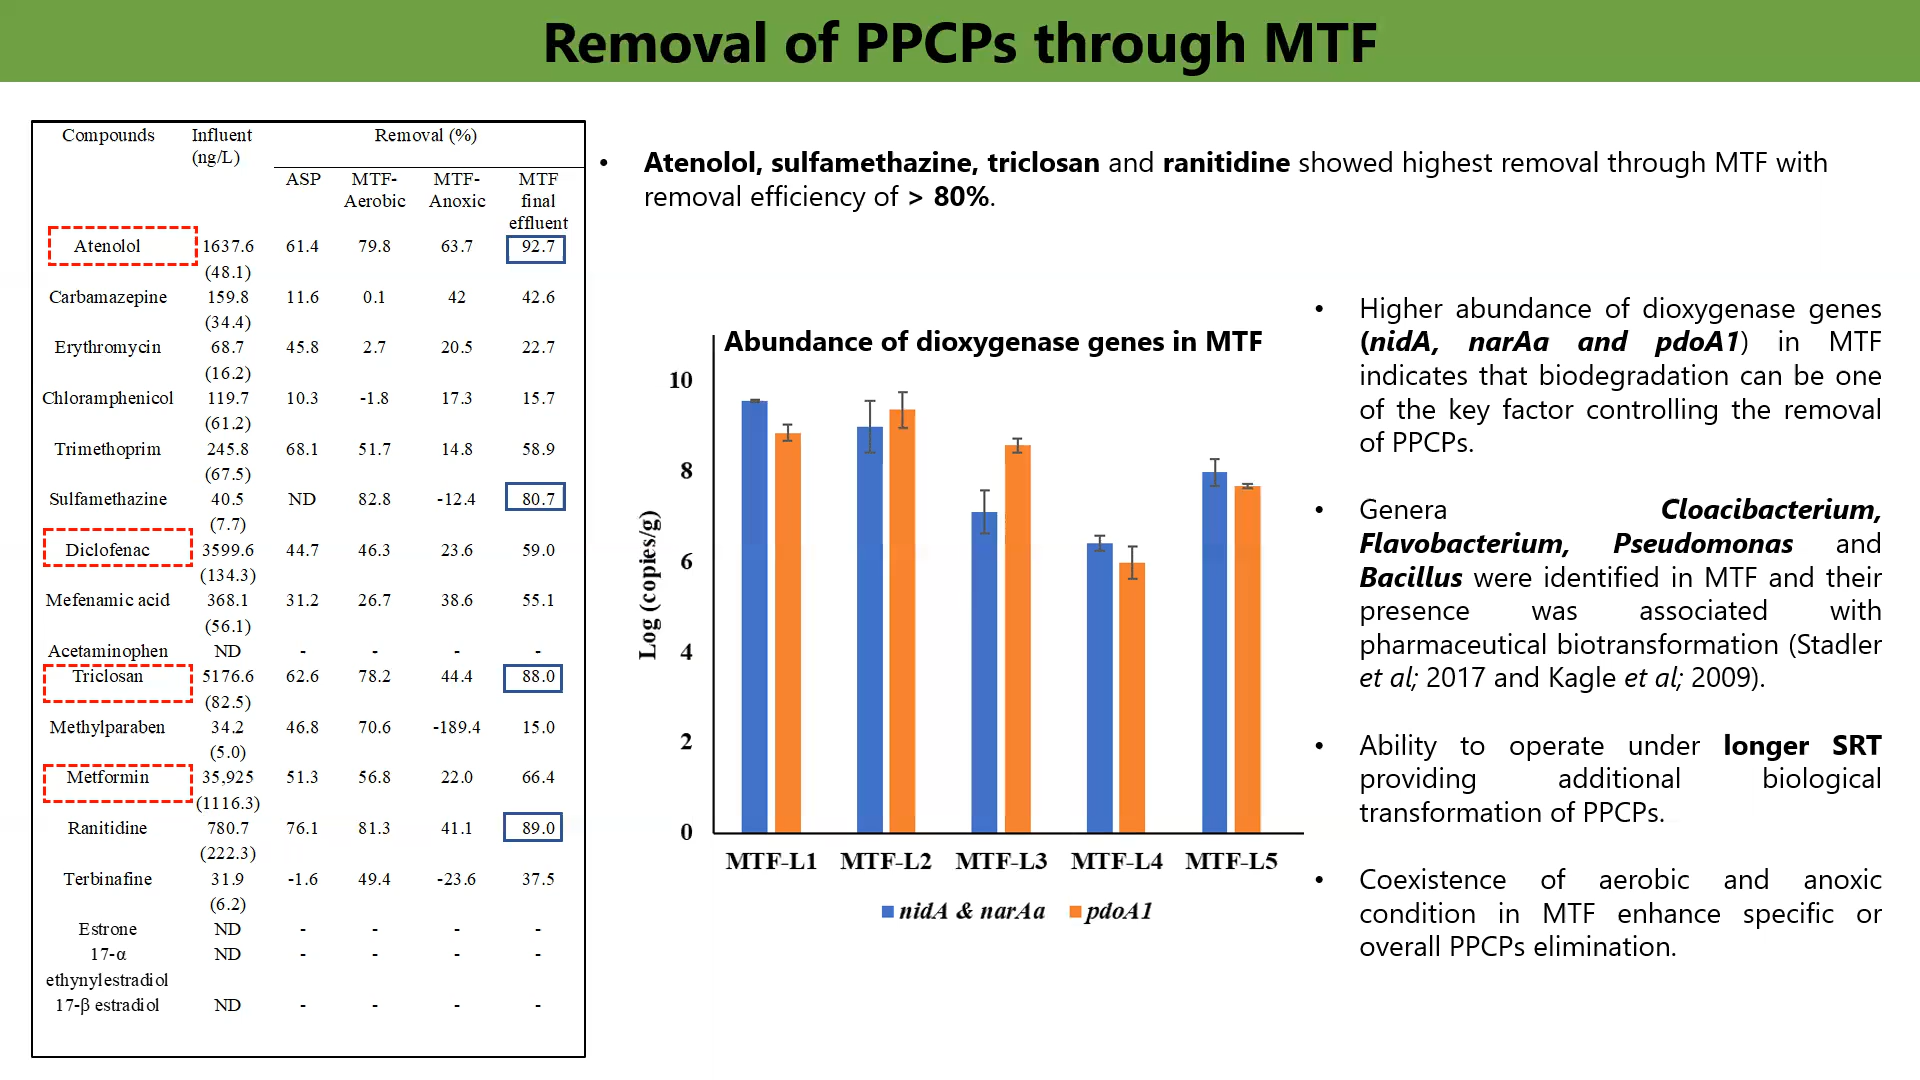 Removal of PPCPs through MTF
Compounds Influent (ng/L) Removal (%)
ASP MTF-Aerobic MTF-Anoxic MTF final effluent
Atenolol 1637.6 (48.1) 61.4 79.8 63.7 92.7
Carbamazepine 159.8 (34.4) 11.6 0.1 42 42.6
Erythromycin 68.7 (16.2) 45.8 2.7 20.5 22.7
Chloramphenicol 119.7 (61.2) 10.3 -1.8 17.3 15.7
Trimethoprim 245.8 (67.5) 68.1 51.7 14.8 58.9
Sulfamethazine 40.5 (7.7) ND 82.8 -12.4 80.7
Diclofenac 3599.6 (134.3) 44.7 46.3 23.6 59.0
Mefenamic acid 368.1 (56.1) 31.2 26.7 38.6 55.1
Acetaminophen ND - - - -
Triclosan 5176.6 (82.5) 62.6 78.2 44.4 88.0
Methylparaben 34.2 (5.0) 46.8 70.6 -189.4 15.0
Metformin 35,925 (1116.3) 51.3 56.8 22.0 66.4
Ranitidine 780.7 (222.3) 76.1 81.3 41.1 89.0
Terbinafine 31.9 (6.2) -1.6 49.4 -23.6 37.5
Estrone ND - - - -
17-α ethynylestradiol ND - - - -
17-β estradiol ND - - - -
• Atenolol, sulfamethazine, triclosan and ranitidine showed highest removal through MTF with
removal efficiency of > 80%.
Abundance of dioxygenase genes in MTF
Log (copies/g)
10
8
6
4
2
0
MTF-L1 MTF-L2 MTF-L3 MTF-L4 MTF-L5
nidA & narAa pdoA1
• Higher abundance of dioxygenase genes
(nidA, narAa and pdoA1) in MTF
indicates that biodegradation can be one
of the key factor controlling the removal
of PPCPs.
• Genera Cloacibacterium,
Flavobacterium, Pseudomonas and
Bacillus were identified in MTF and their
presence was associated with
pharmaceutical biotransformation (Stadler
et al; 2017 and Kagle et al; 2009).
• Ability to operate under longer SRT
providing additional biological
transformation of PPCPs.
• Coexistence of aerobic and anoxic
condition in MTF enhance specific or
overall PPCPs elimination.